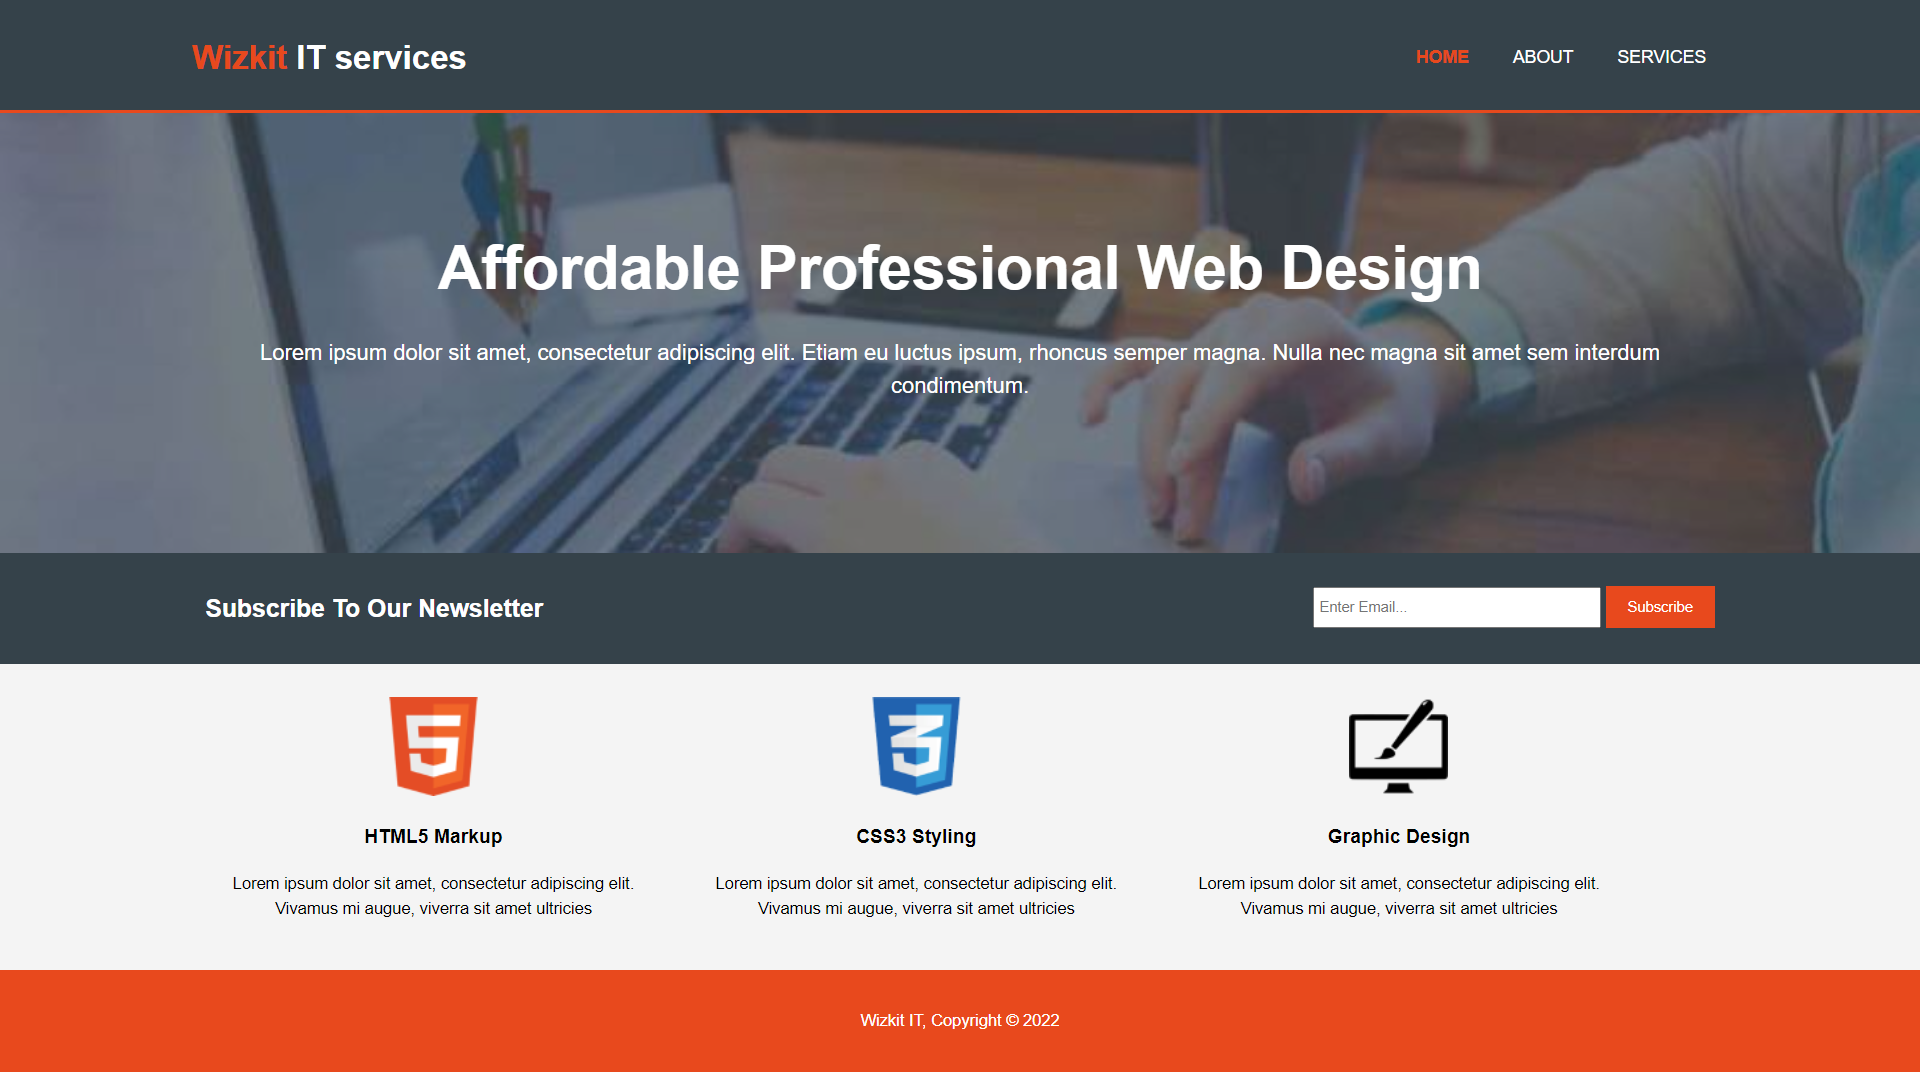 Wizkit IT services
HOME ABOUT SERVICES
Affordable Professional Web Design
Lorem ipsum dolor sit amet, consectetur adipiscing elit. Etiam eu luctus ipsum, rhoncus semper magna. Nulla nec magna sit amet sem interdum
condimentum.
Subscribe To Our Newsletter
Enter Email...
Subscribe
HTML5 Markup
Lorem ipsum dolor sit amet, consectetur adipiscing elit.
Vivamus mi augue, viverra sit amet ultricies
CSS3 Styling
Lorem ipsum dolor sit amet, consectetur adipiscing elit.
Vivamus mi augue, viverra sit amet ultricies
Graphic Design
Lorem ipsum dolor sit amet, consectetur adipiscing elit.
Vivamus mi augue, viverra sit amet ultricies
Wizkit IT, Copyright © 2022